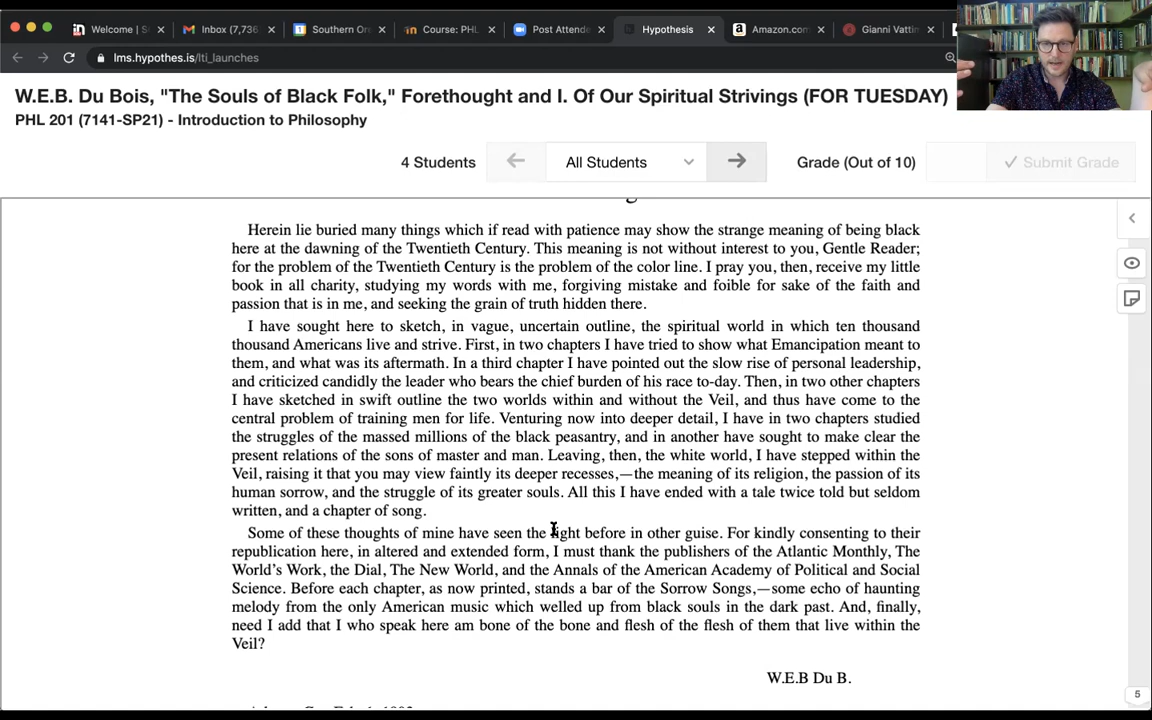 Welcome | S
Inbox (7,736
Southern Ore
Course: PHL
Post Attende
Hypothesis
Amazon.com
Gianni Vattin
lms.hypothes.is/lti_launches
W.E.B. Du Bois, "The Souls of Black Folk," Forethought and I. Of Our Spiritual Strivings (FOR TUESDAY)
PHL 201 (7141-SP21) - Introduction to Philosophy
4 Students
All Students
Grade (Out of 10)
✓ Submit Grade
Herein lie buried many things which if read with patience may show the strange meaning of being black
here at the dawning of the Twentieth Century. This meaning is not without interest to you, Gentle Reader;
for the problem of the Twentieth Century is the problem of the color line. I pray you, then, receive my little
book in all charity, studying my words with me, forgiving mistake and foible for sake of the faith and
passion that is in me, and seeking the grain of truth hidden there.
I have sought here to sketch, in vague, uncertain outline, the spiritual world in which ten thousand
thousand Americans live and strive. First, in two chapters I have tried to show what Emancipation meant to
them, and what was its aftermath. In a third chapter I have pointed out the slow rise of personal leadership,
and criticized candidly the leader who bears the chief burden of his race to-day. Then, in two other chapters
I have sketched in swift outline the two worlds within and without the Veil, and thus have come to the
central problem of training men for life. Venturing now into deeper detail, I have in two chapters studied
the struggles of the massed millions of the black peasantry, and in another have sought to make clear the
present relations of the sons of master and man. Leaving, then, the white world, I have stepped within the
Veil, raising it that you may view faintly its deeper recesses,—the meaning of its religion, the passion of its
human sorrow, and the struggle of its greater souls. All this I have ended with a tale twice told but seldom
written, and a chapter of song.
Some of these thoughts of mine have seen the light before in other guise. For kindly consenting to their
republication here, in altered and extended form, I must thank the publishers of the Atlantic Monthly, The
World's Work, the Dial, The New World, and the Annals of the American Academy of Political and Social
Science. Before each chapter, as now printed, stands a bar of the Sorrow Songs,—some echo of haunting
melody from the only American music which welled up from black souls in the dark past. And, finally,
need I add that I who speak here am bone of the bone and flesh of the flesh of them that live within the
Veil?
W.E.B Du B.
5